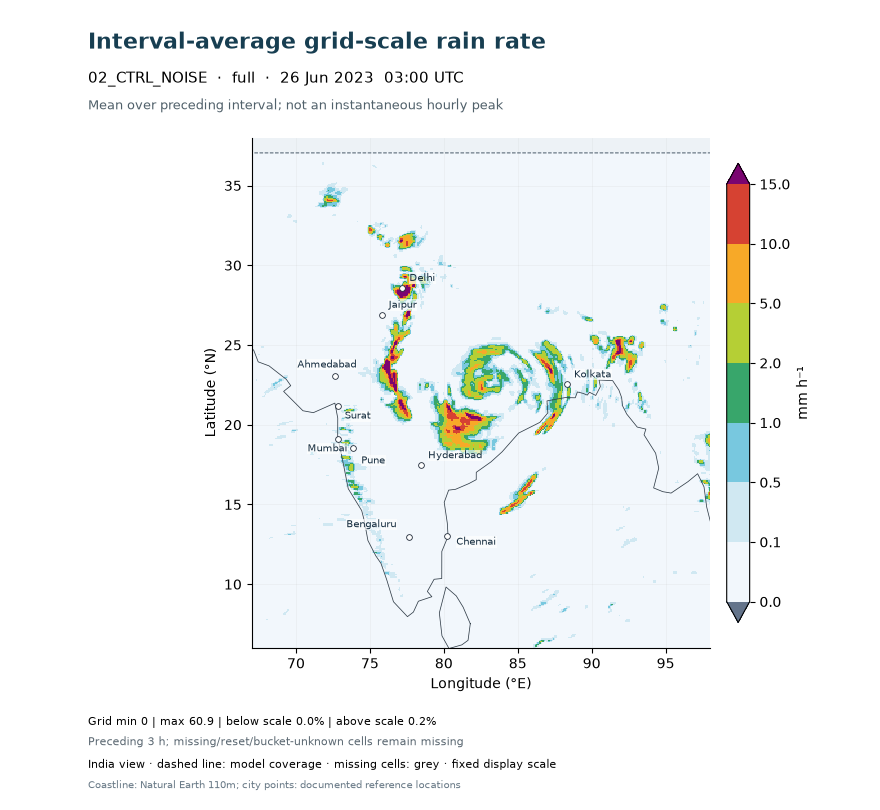 Interval-average grid-scale rain rate
02_CTRL_NOISE · full · 26 Jun 2023 03:00 UTC
Mean over preceding interval; not an instantaneous hourly peak
35
30
25
20
15
10
Latitude (°N)
70
75
80
85
90
95
Longitude (°E)
Delhi
Jaipur
Ahmedabad
Kolkata
Surat
Mumbai
Pune
Hyderabad
Bengaluru
Chennai
15.0
10.0
5.0
2.0
1.0
0.5
0.1
0.0
mm h⁻¹
Grid min 0 | max 60.9 | below scale 0.0% | above scale 0.2%
Preceding 3 h; missing/reset/bucket-unknown cells remain missing
India view · dashed line: model coverage · missing cells: grey · fixed display scale
Coastline: Natural Earth 110m; city points: documented reference locations